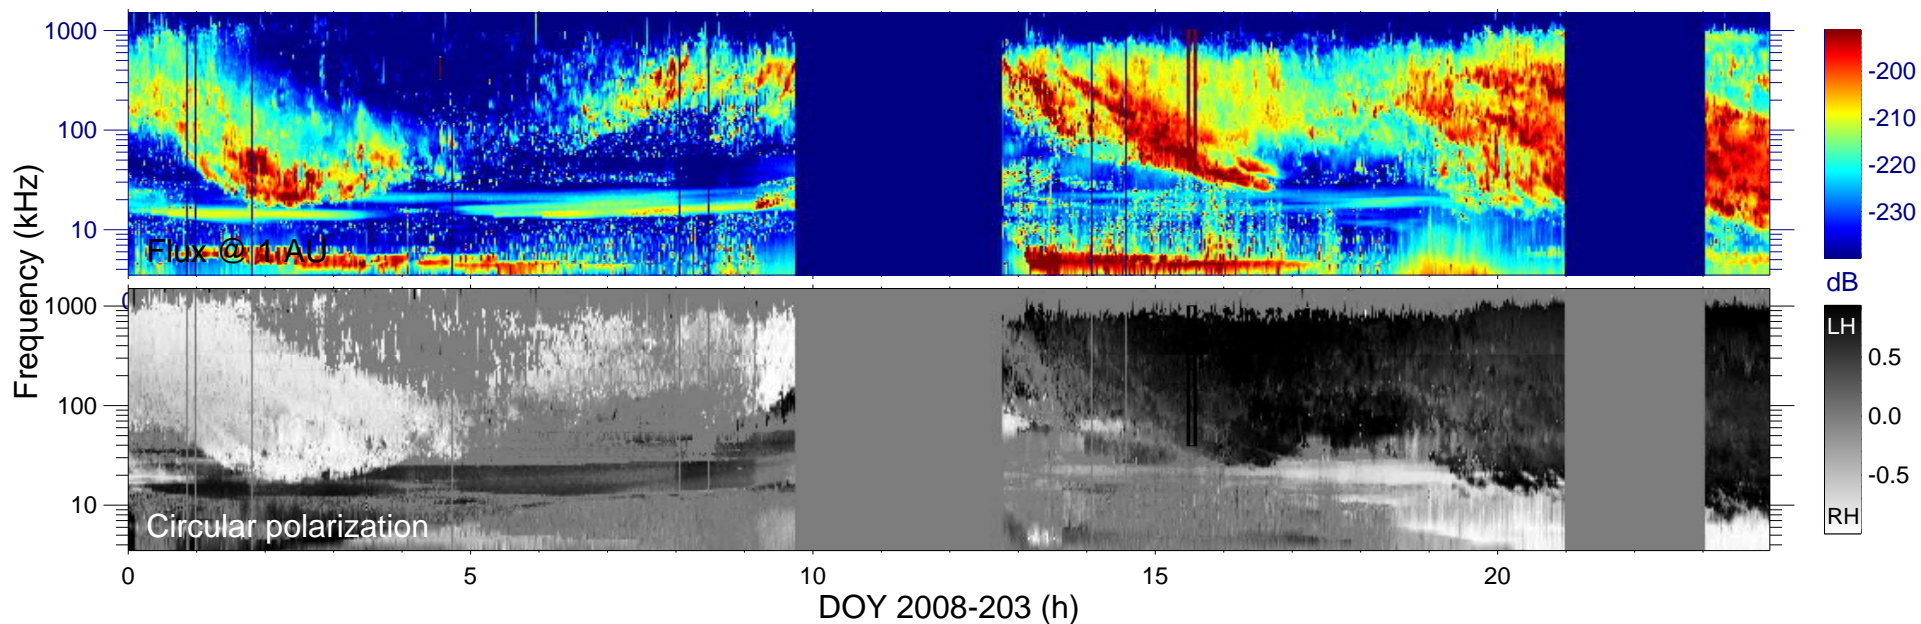 1000
100
10
Flux @ 1 AU
-200
-210
-220
-230
dB
Frequency (kHz)
0
1000
100
10
Circular polarization
LH
0.5
0.0
-0.5
RH
0 5 10 15 20
DOY 2008-203 (h)